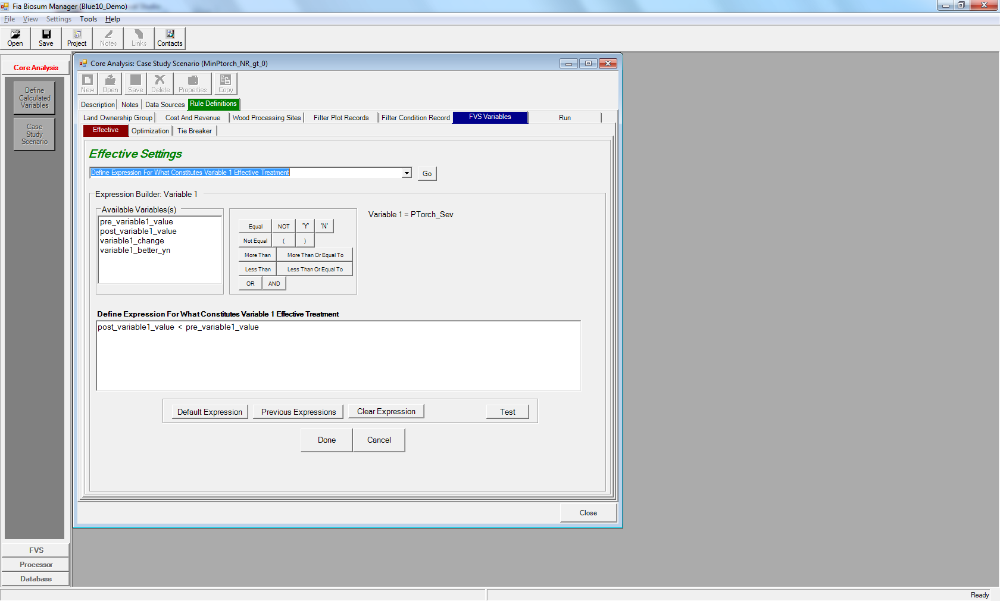 Fia Biosum Manager (Blue10_Demo)
File View Settings Tools Help
Open Save Project Notes Links Contacts
Core Analysis
Define
Calculated
Variables
Case
Study
Scenario
FVS
Processor
Database
Core Analysis: Case Study Scenario (MinPtorch_NR_gt_0)
New Open Save Delete Properties Copy
Description Notes Data Sources Rule Definitions
Land Ownership Group Cost And Revenue Wood Processing Sites Filter Plot Records Filter Condition Record FVS Variables Run
Effective Optimization Tie Breaker
Effective Settings
Define Expression For What Constitutes Variable 1 Effective Treatment
Go
Expression Builder: Variable 1
Available Variables(s)
pre_variable1_value
post_variable1_value
variable1_change
variable1_better_yn
Equal NOT 'Y' 'N'
Not Equal ( )
More Than More Than Or Equal To
Less Than Less Than Or Equal To
OR AND
Variable 1 = PTorch_Sev
Define Expression For What Constitutes Variable 1 Effective Treatment
post_variable1_value < pre_variable1_value
Default Expression Previous Expressions Clear Expression Test
Done Cancel
Close
Ready